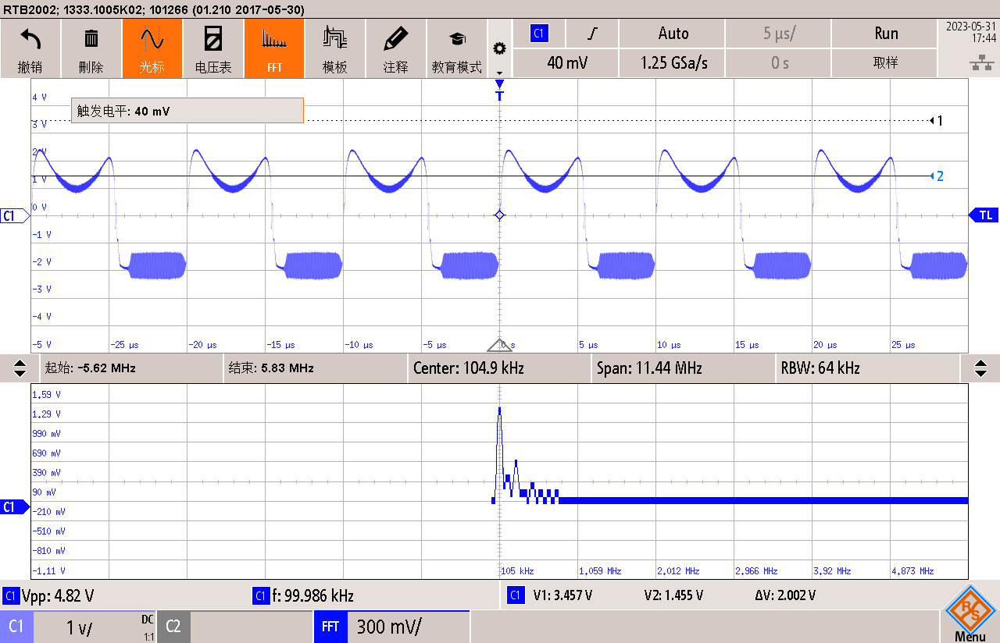 RTB2002; 1333.1005K02; 101266 (01.210 2017-05-30)
撤销 删除 光标 电压表 FFT 模板 注释 教育模式
C1 Auto 5 µs/ Run
40 mV 1.25 GSa/s 0 s 取样
2023-05-31
17:44
T
4 V
触发电平: 40 mV
3 V
1
2 V
1 V
2
0 V
C1
TL
-1 V
-2 V
-3 V
-4 V
-5 V -25 µs -20 µs -15 µs -10 µs -5 µs 0 s 5 µs 10 µs 15 µs 20 µs 25 µs
起始: -5.62 MHz 结束: 5.83 MHz Center: 104.9 kHz Span: 11.44 MHz RBW: 64 kHz
1.59 V
1.29 V
990 mV
690 mV
390 mV
90 mV
C1
-210 mV
-510 mV
-810 mV
-1.11 V 105 kHz 1.059 MHz 2.012 MHz 2.966 MHz 3.92 MHz 4.873 MHz
C1 Vpp: 4.82 V C1 f: 99.986 kHz C1 V1: 3.457 V V2: 1.455 V ΔV: 2.002 V
C1 1 V/ DC 1:1 C2 FFT 300 mV/
R S
Menu